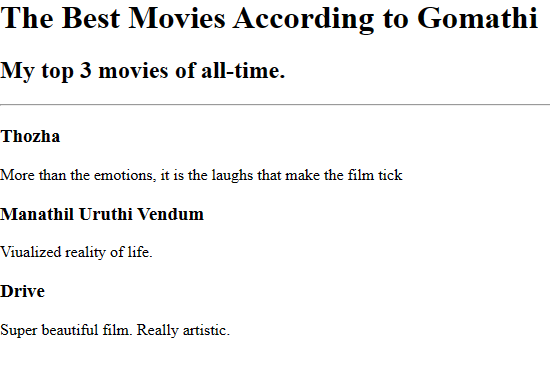 The Best Movies According to Gomathi
My top 3 movies of all-time.
Thozha
More than the emotions, it is the laughs that make the film tick
Manathil Uruthi Vendum
Viualized reality of life.
Drive
Super beautiful film. Really artistic.